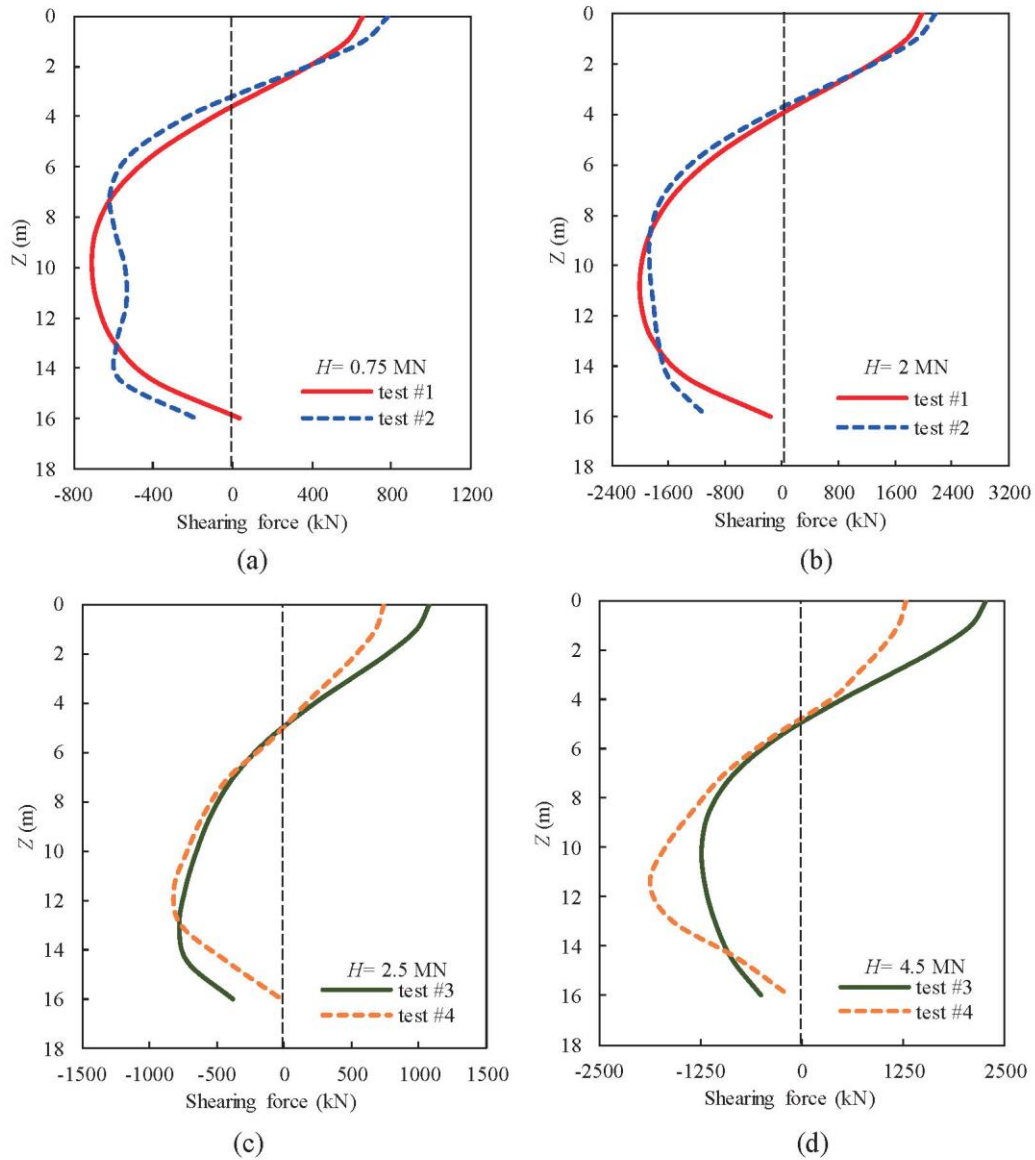 0
2
4
6
8
10
12
14
16
18
Z (m)
H= 0.75 MN
test #1
test #2
-800 -400 0 400 800 1200
Shearing force (kN)
(a)
0
2
4
6
8
10
12
14
16
18
Z (m)
H= 2 MN
test #1
test #2
-2400 -1600 -800 0 800 1600 2400 3200
Shearing force (kN)
(b)
0
2
4
6
8
10
12
14
16
18
Z (m)
H= 2.5 MN
test #3
test #4
-1500 -1000 -500 0 500 1000 1500
Shearing force (kN)
(c)
0
2
4
6
8
10
12
14
16
18
Z (m)
H= 4.5 MN
test #3
test #4
-2500 -1250 0 1250 2500
Shearing force (kN)
(d)